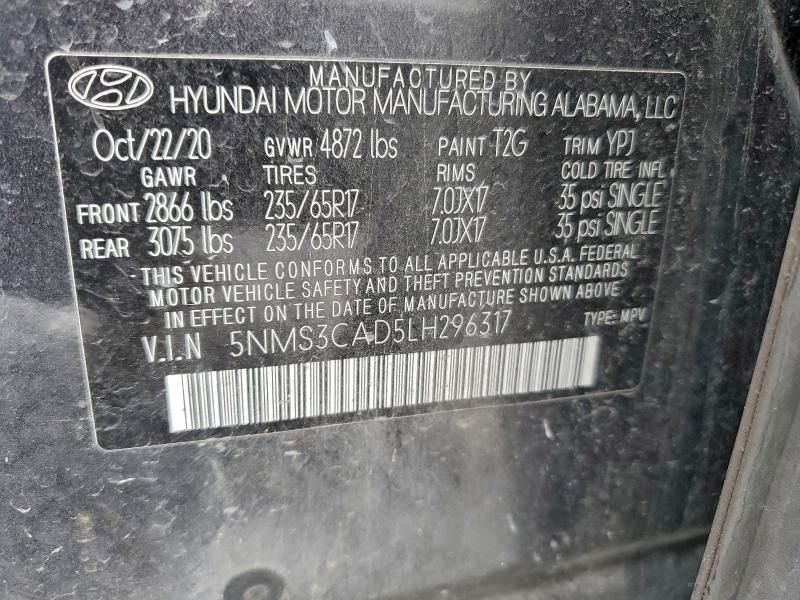 MANUFACTURED BY
HYUNDAI MOTOR MANUFACTURING ALABAMA, LLC
Oct/22/20 GVWR 4872 lbs PAINT T2G TRIM YPJ
GAWR TIRES RIMS COLD TIRE INFL
FRONT 2866 lbs 235/65R17 7.0JX17 35 psi SINGLE
REAR 3075 lbs 235/65R17 7.0JX17 35 psi SINGLE
THIS VEHICLE CONFORMS TO ALL APPLICABLE U.S.A. FEDERAL
MOTOR VEHICLE SAFETY AND THEFT PREVENTION STANDARDS
IN EFFECT ON THE DATE OF MANUFACTURE SHOWN ABOVE
V.I.N 5NMS3CAD5LH296317 TYPE: MPV